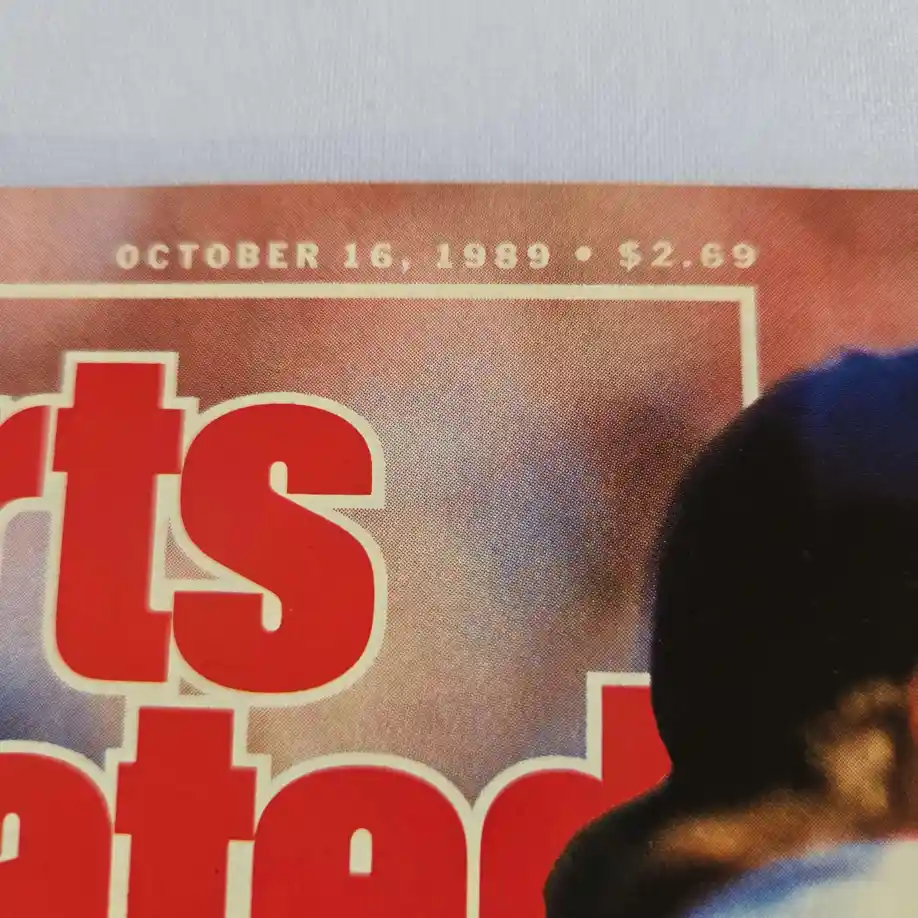 OCTOBER 16, 1989 • $2.69
rts
ated